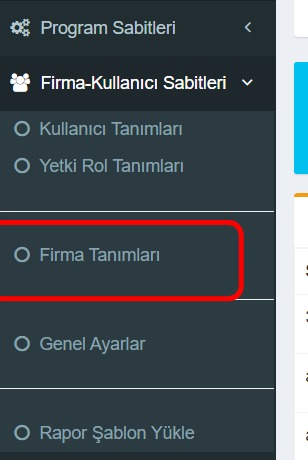 Program Sabitleri
Firma-Kullanıcı Sabitleri
Kullanıcı Tanımları
Yetki Rol Tanımları
Firma Tanımları
Genel Ayarlar
Rapor Şablon Yükle